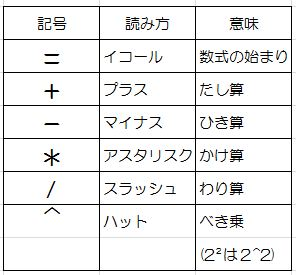 記号 読み方 意味
= イコール 数式の始まり
+ プラス たし算
− マイナス ひき算
* アスタリスク かけ算
/ スラッシュ わり算
^ ハット べき乗
(2²は2^2)